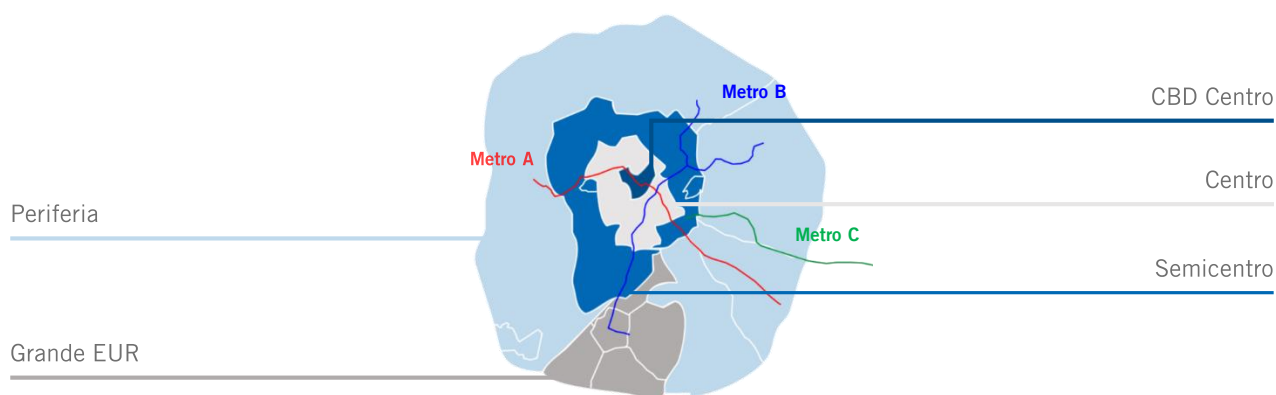 Metro B
CBD Centro
Metro A
Centro
Periferia
Metro C
Semicentro
Grande EUR